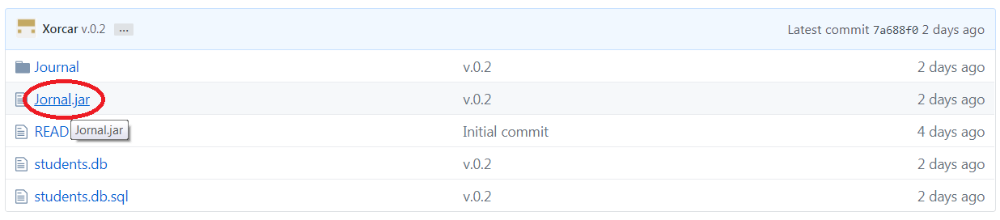 Xorcar v.0.2 ... Latest commit 7a688f0 2 days ago
Journal v.0.2 2 days ago
Jornal.jar v.0.2 2 days ago
READ Jornal.jar Initial commit 4 days ago
students.db v.0.2 2 days ago
students.db.sql v.0.2 2 days ago